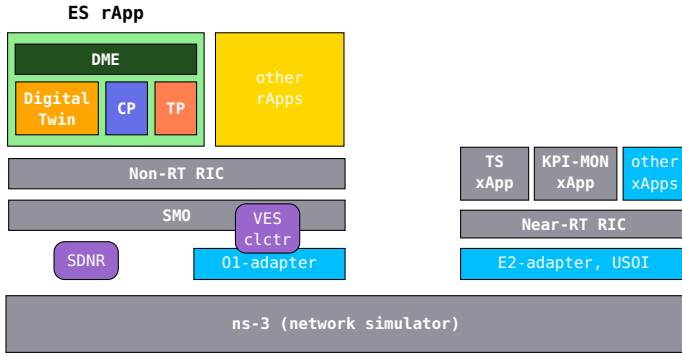 ES rApp
DME
Digital
Twin
CP
TP
other
rApps
Non-RT RIC
SMO
VES
clctr
SDNR
O1-adapter
TS
xApp
KPI-MON
xApp
other
xApps
Near-RT RIC
E2-adapter, USOI
ns-3 (network simulator)